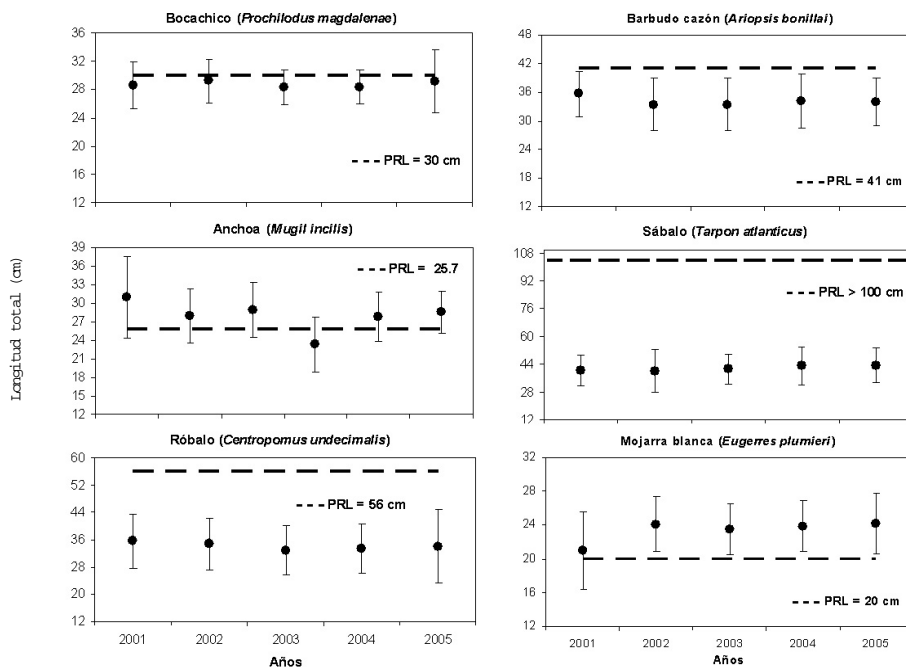 Bocachico (Prochilodus magdalenae)
36
32
28
24
20
16
12
PRL = 30 cm
Barbudo cazón (Ariopsis bonillai)
48
42
36
30
24
18
12
PRL = 41 cm
Longitud total (cm)
Anchoa (Mugil incilis)
39
36
33
30
27
24
21
18
15
12
PRL = 25.7
Sábalo (Tarpon atlanticus)
108
92
76
60
44
28
12
PRL > 100 cm
Róbalo (Centropomus undecimalis)
60
52
44
36
28
20
12
PRL = 56 cm
2001 2002 2003 2004 2005
Años
Mojarra blanca (Eugerres plumieri)
32
28
24
20
16
12
PRL = 20 cm
2001 2002 2003 2004 2005
Años